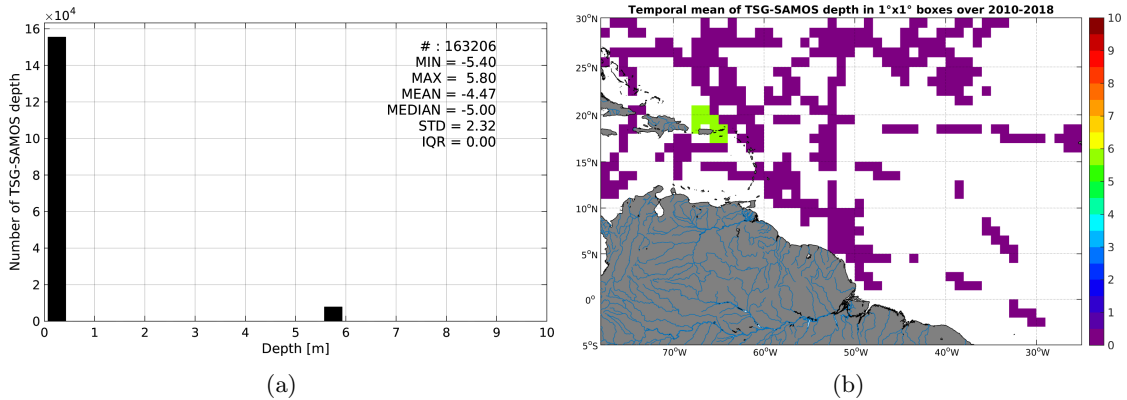 ×10⁴
16
14
12
10
8
6
4
2
0
Number of TSG-SAMOS depth
# : 163206
MIN = -5.40
MAX = 5.80
MEAN = -4.47
MEDIAN = -5.00
STD = 2.32
IQR = 0.00
0 1 2 3 4 5 6 7 8 9 10
Depth [m]
(a)
Temporal mean of TSG-SAMOS depth in 1°x1° boxes over 2010-2018
30°N
25°N
20°N
15°N
10°N
5°N
0°
5°S
70°W 60°W 50°W 40°W 30°W
10
9
8
7
6
5
4
3
2
1
0
(b)